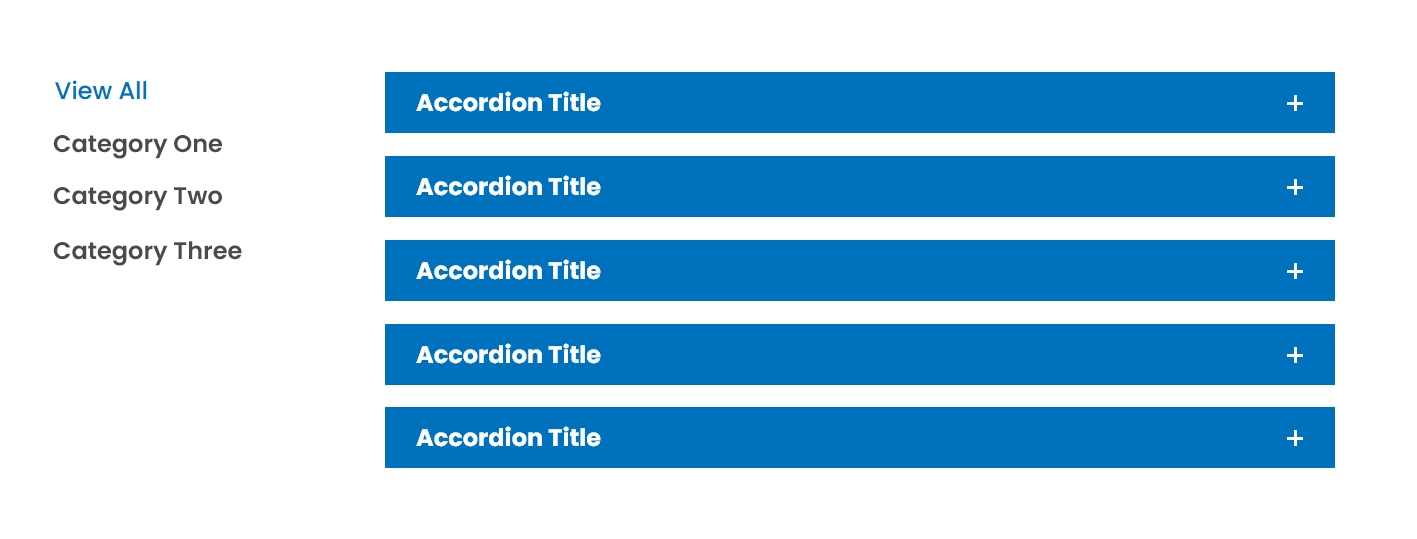 View All
Category One
Category Two
Category Three
Accordion Title +
Accordion Title +
Accordion Title +
Accordion Title +
Accordion Title +